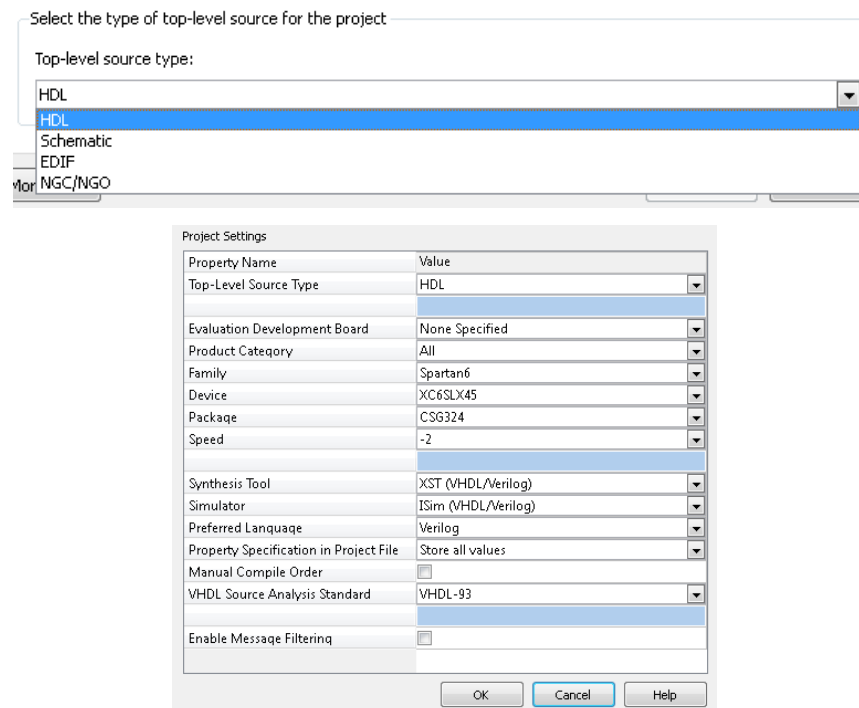 Select the type of top-level source for the project
Top-level source type:
HDL
HDL
Schematic
EDIF
NGC/NGO
Mor
Project Settings
Property Name Value
Top-Level Source Type HDL
Evaluation Development Board None Specified
Product Category All
Family Spartan6
Device XC6SLX45
Package CSG324
Speed -2
Synthesis Tool XST (VHDL/Verilog)
Simulator ISim (VHDL/Verilog)
Preferred Language Verilog
Property Specification in Project File Store all values
Manual Compile Order
VHDL Source Analysis Standard VHDL-93
Enable Message Filtering
OK Cancel Help